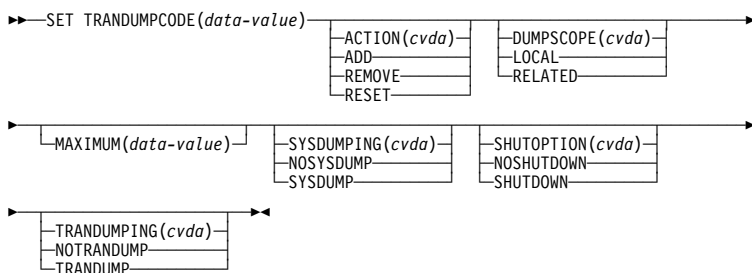 SET TRANDUMPCODE(data-value)
ACTION(cvda) DUMPSCOPE(cvda)
ADD LOCAL
REMOVE RELATED
RESET
MAXIMUM(data-value) SYSDUMPING(cvda) SHUTOPTION(cvda)
NOSYSDUMP NOSHUTDOWN
SYSDUMP SHUTDOWN
TRANDUMPING(cvda)
NOTRANDUMP
TRANDUMP